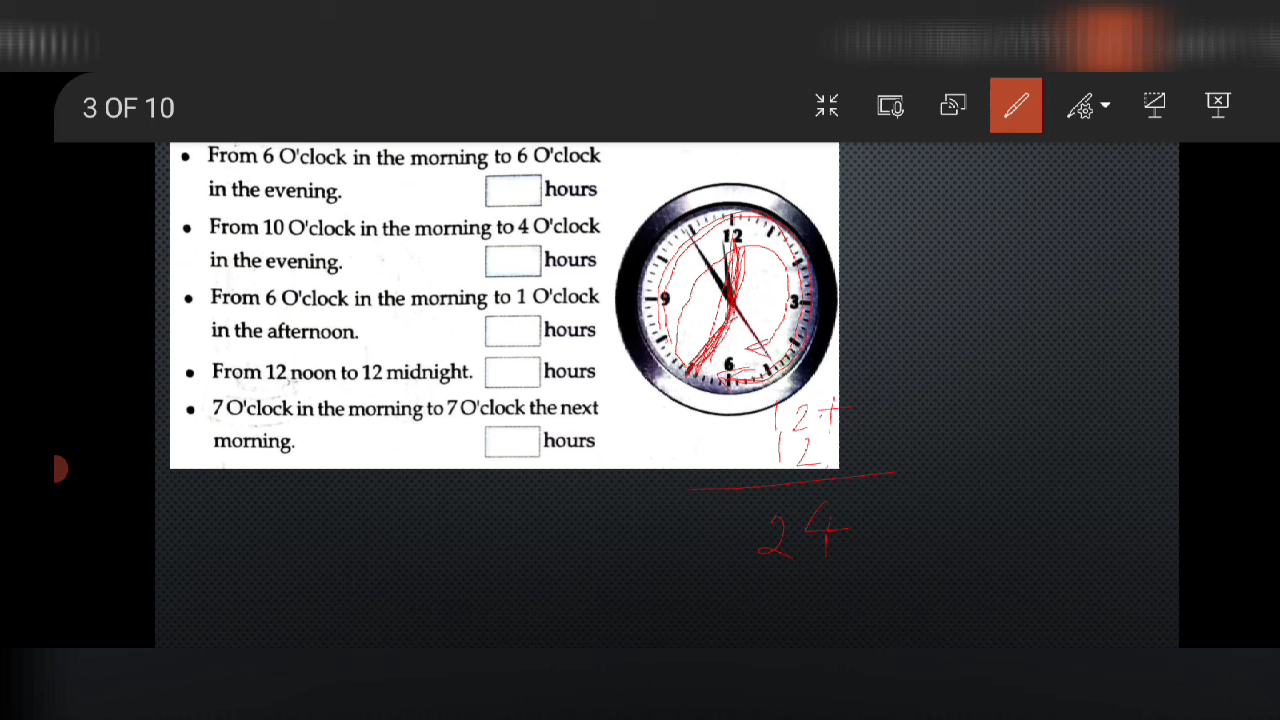 3 OF 10
• From 6 O'clock in the morning to 6 O'clock
in the evening. hours
• From 10 O'clock in the morning to 4 O'clock
in the evening. hours
• From 6 O'clock in the morning to 1 O'clock
in the afternoon. hours
• From 12 noon to 12 midnight. hours
• 7 O'clock in the morning to 7 O'clock the next
morning. hours
12
9 3
6
12+
12
24